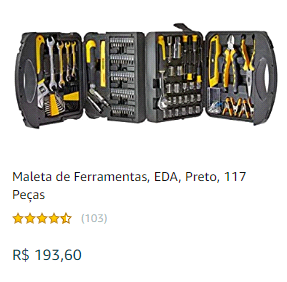 Maleta de Ferramentas, EDA, Preto, 117
Peças
(103)
R$ 193,60